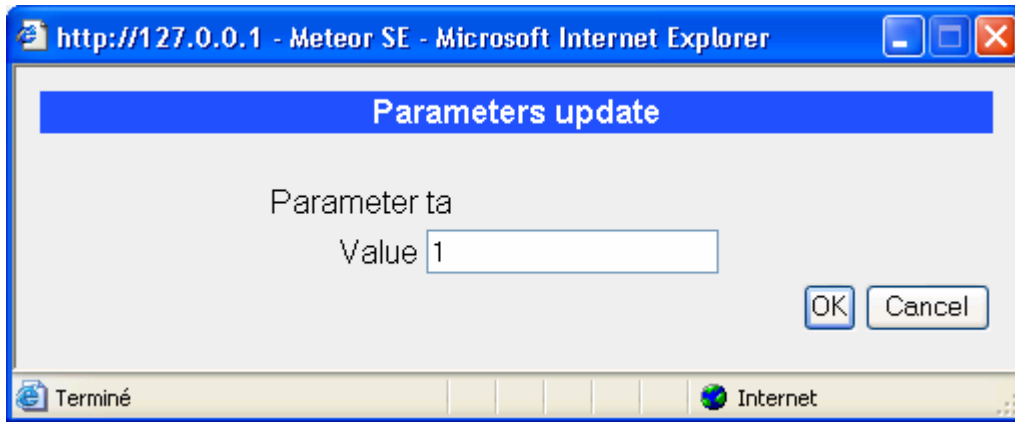 http://127.0.0.1 - Meteor SE - Microsoft Internet Explorer
Parameters update
Parameter ta
Value 1
OK Cancel
Terminé Internet